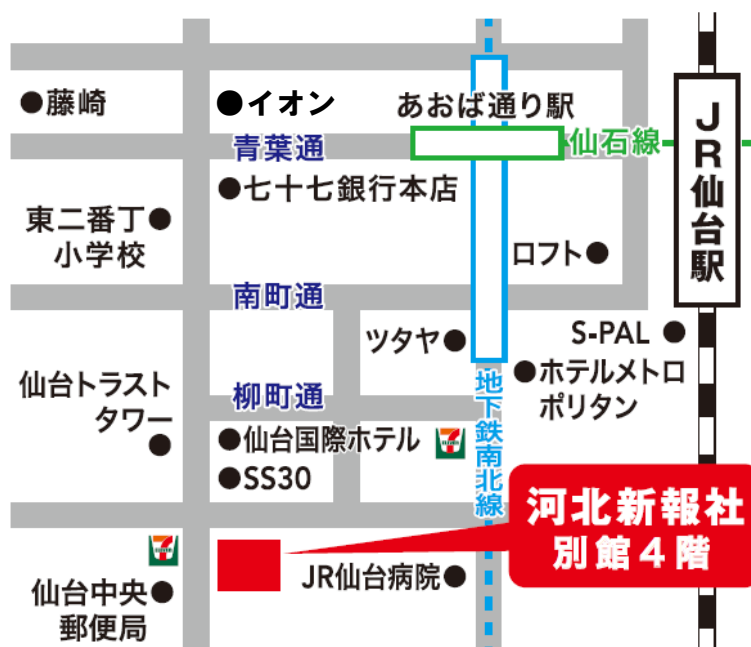 ●藤崎
●イオン
あおば通り駅
青葉通
仙石線
JR仙台駅
●七十七銀行本店
東二番丁●
小学校
ロフト●
南町通
ツタヤ●
S-PAL ●
●ホテルメトロ
ポリタン
仙台トラスト
タワー
●
柳町通
地下鉄南北線
●仙台国際ホテル
●SS30
河北新報社
別館4階
仙台中央●
郵便局
JR仙台病院●